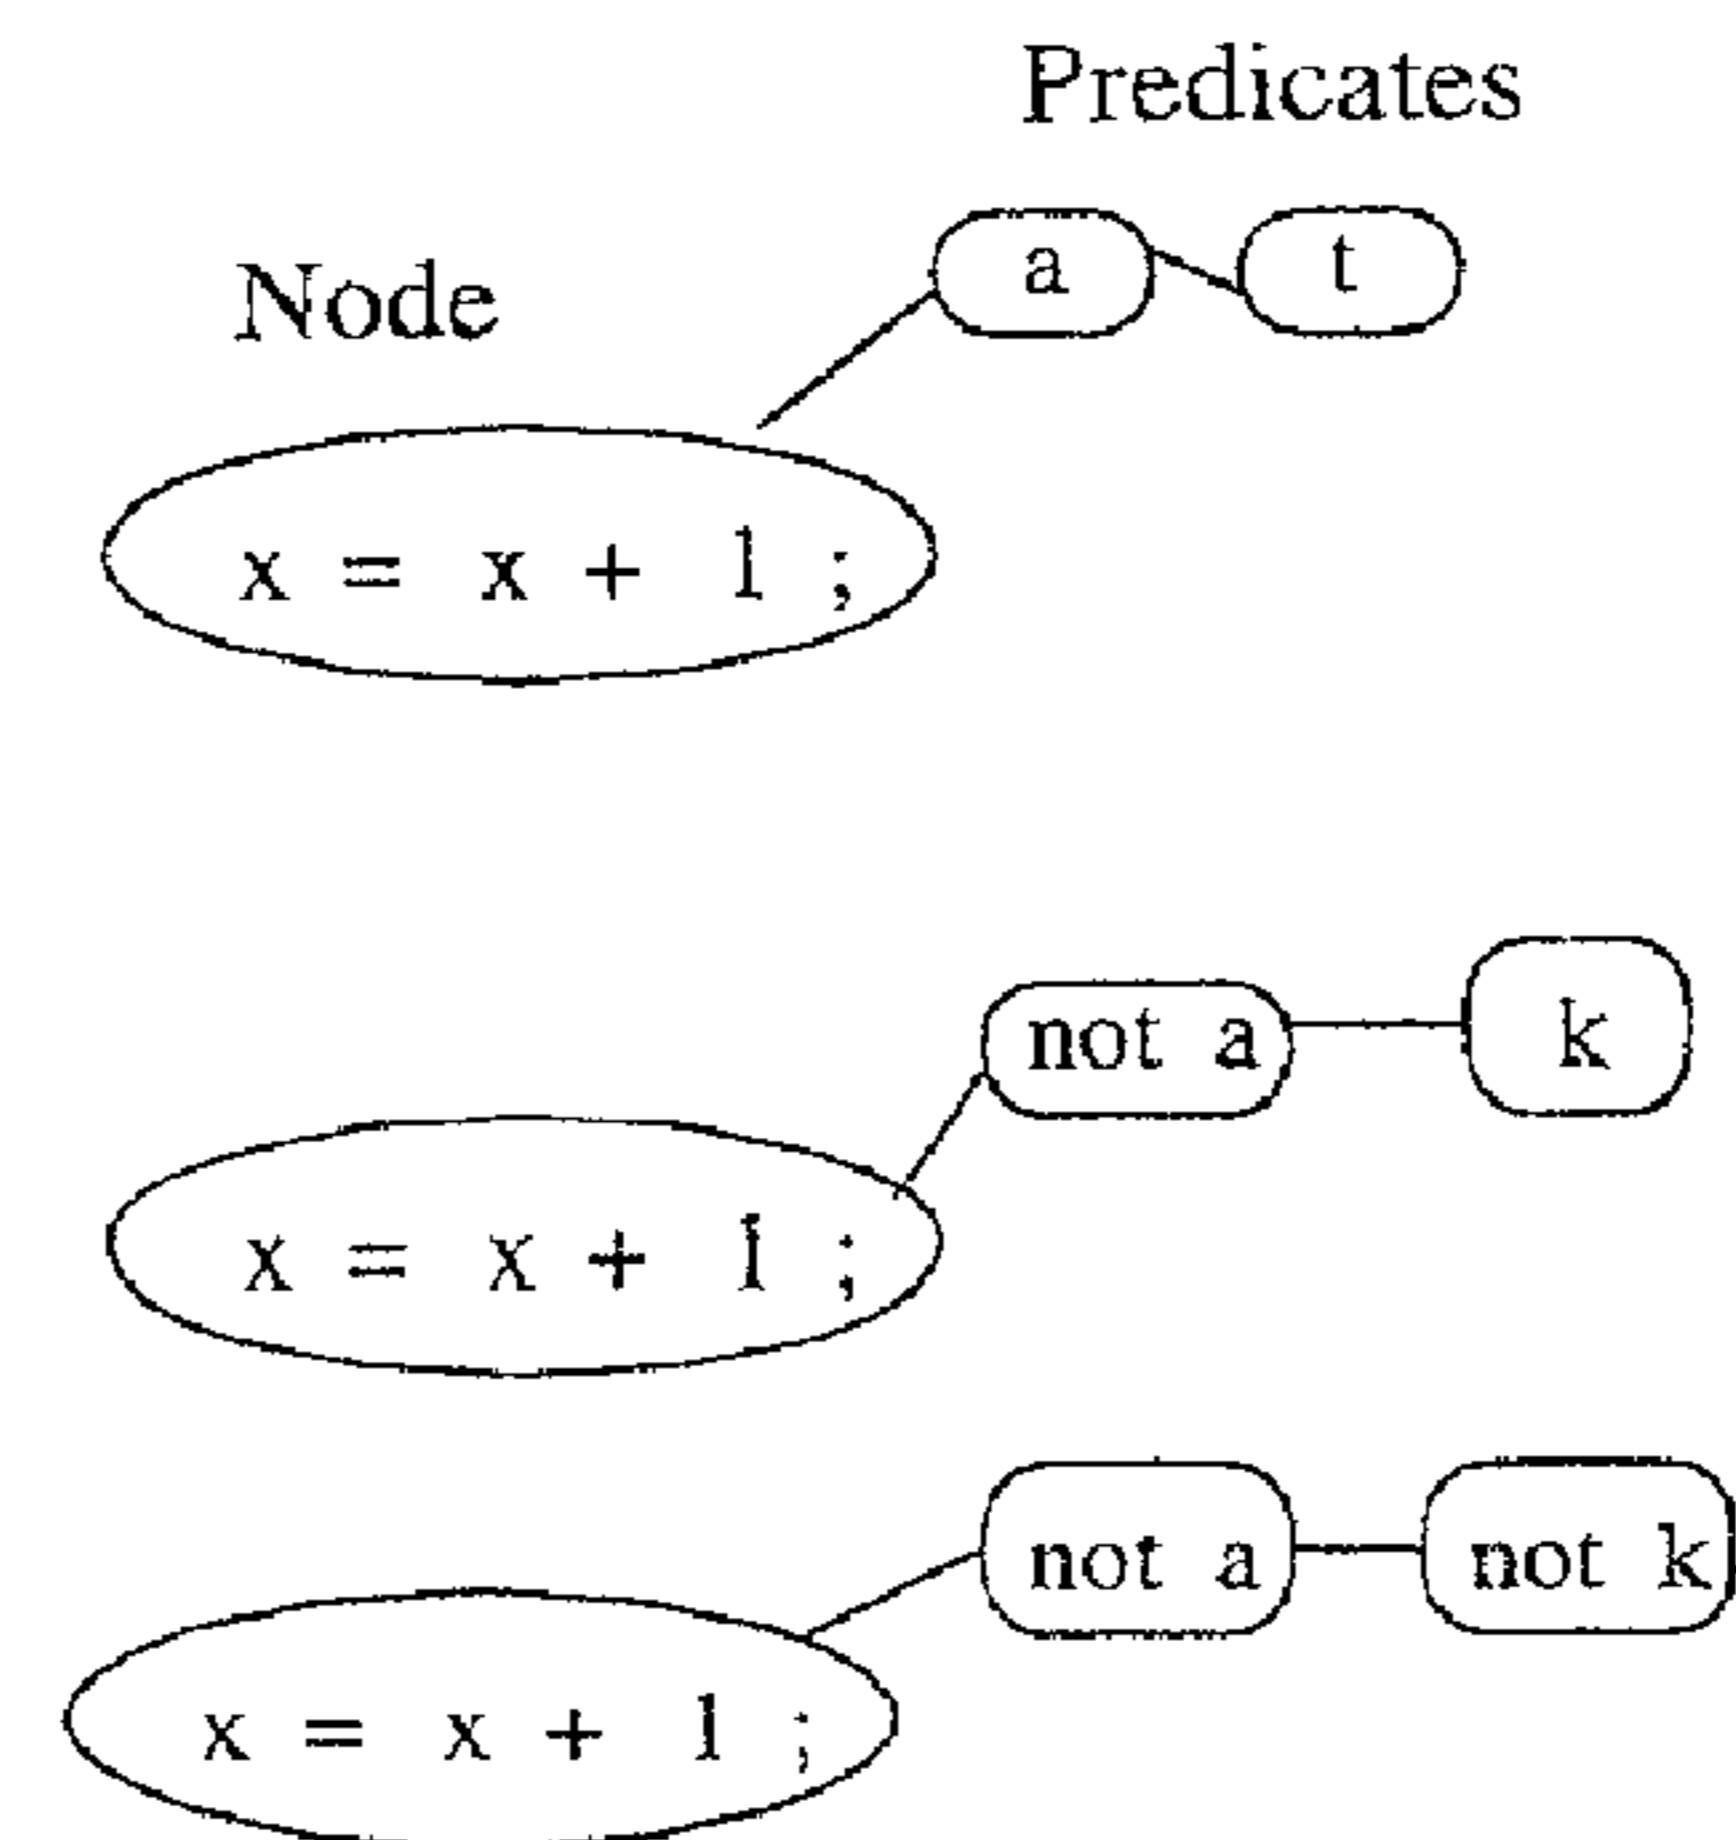 Predicates
a t
Node
x = x + 1 ;
not a k
x = x + 1 ;
not a not k
x = x + 1 ;